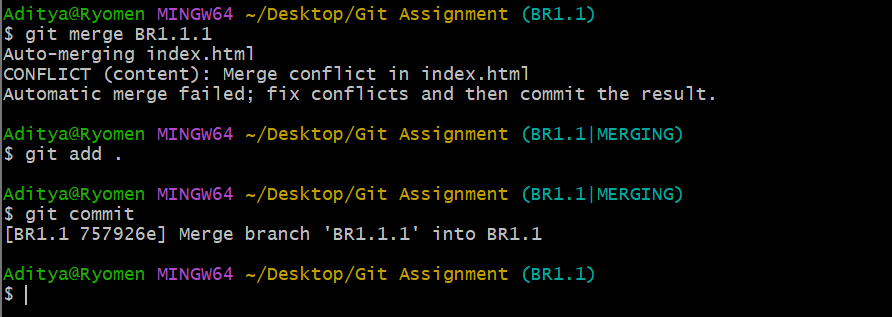 Aditya@Ryomen MINGW64 ~/Desktop/Git Assignment (BR1.1)
$ git merge BR1.1.1
Auto-merging index.html
CONFLICT (content): Merge conflict in index.html
Automatic merge failed; fix conflicts and then commit the result.
Aditya@Ryomen MINGW64 ~/Desktop/Git Assignment (BR1.1|MERGING)
$ git add .
Aditya@Ryomen MINGW64 ~/Desktop/Git Assignment (BR1.1|MERGING)
$ git commit
[BR1.1 757926e] Merge branch 'BR1.1.1' into BR1.1
Aditya@Ryomen MINGW64 ~/Desktop/Git Assignment (BR1.1)
$